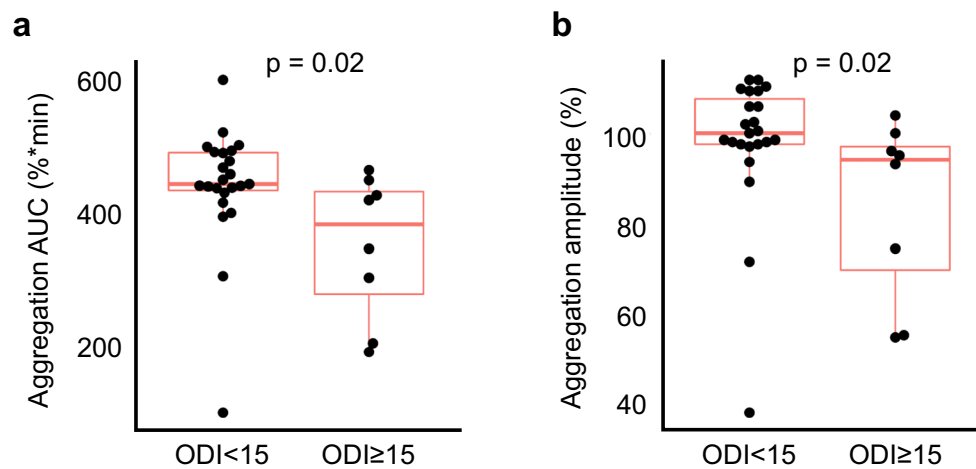 a
p = 0.02
Aggregation AUC (%*min)
600
400
200
ODI<15
ODI≥15
b
p = 0.02
Aggregation amplitude (%)
100
80
60
40
ODI<15
ODI≥15